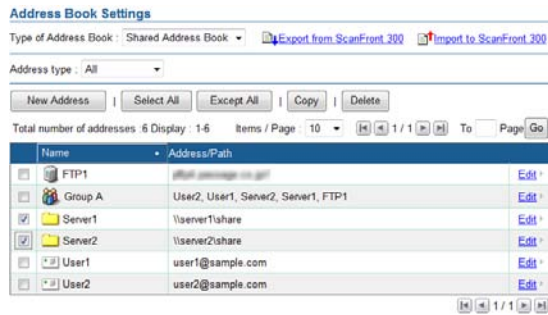 Address Book Settings
Type of Address Book : Shared Address Book Export from ScanFront 300 Import to ScanFront 300
Address type : All
New Address | Select All Except All | Copy | Delete
Total number of addresses :6 Display : 1-6 Items / Page : 10 1 / 1 To Page Go
Name Address/Path
FTP1 Edit
Group A User2, User1, Server2, Server1, FTP1 Edit
Server1 \\server1\share Edit
Server2 \\server2\share Edit
User1 user1@sample.com Edit
User2 user2@sample.com Edit
1 / 1